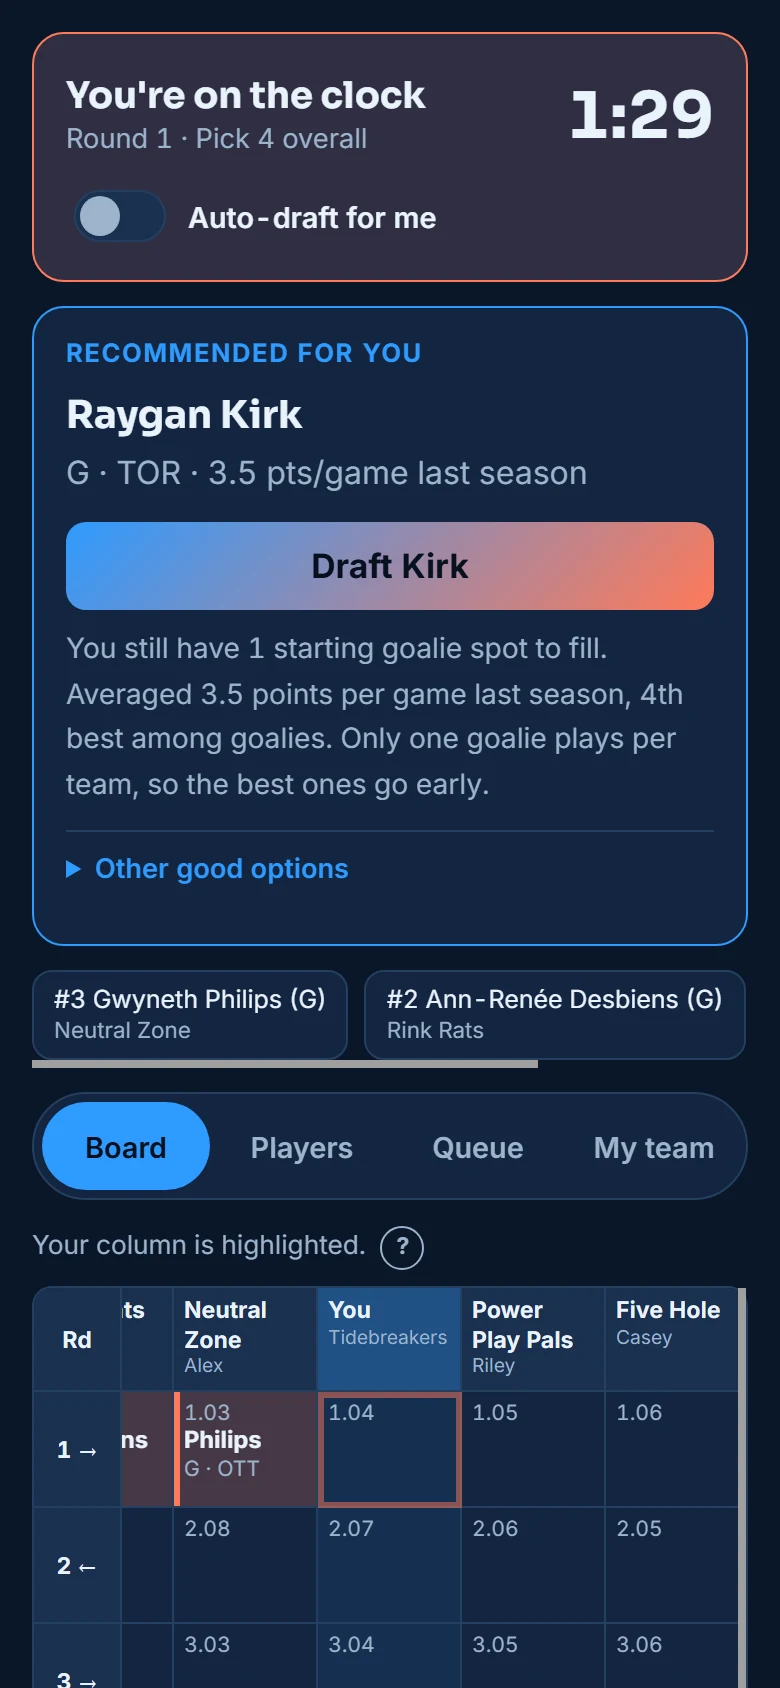 You're on the clock
1:29
Round 1 · Pick 4 overall
Auto-draft for me
RECOMMENDED FOR YOU
Raygan Kirk
G · TOR · 3.5 pts/game last season
Draft Kirk
You still have 1 starting goalie spot to fill.
Averaged 3.5 points per game last season, 4th
best among goalies. Only one goalie plays per
team, so the best ones go early.
▶ Other good options
#3 Gwyneth Philips (G)
Neutral Zone
#2 Ann-Renée Desbiens (G)
Rink Rats
Board
Players
Queue
My team
Your column is highlighted. ?
Rd
ts
Neutral
Zone
Alex
You
Tidebreakers
Power
Play Pals
Riley
Five Hole
Casey
1 →
ns
1.03
Philips
G · OTT
1.04
1.05
1.06
2 ←
2.08
2.07
2.06
2.05
3 →
3.03
3.04
3.05
3.06